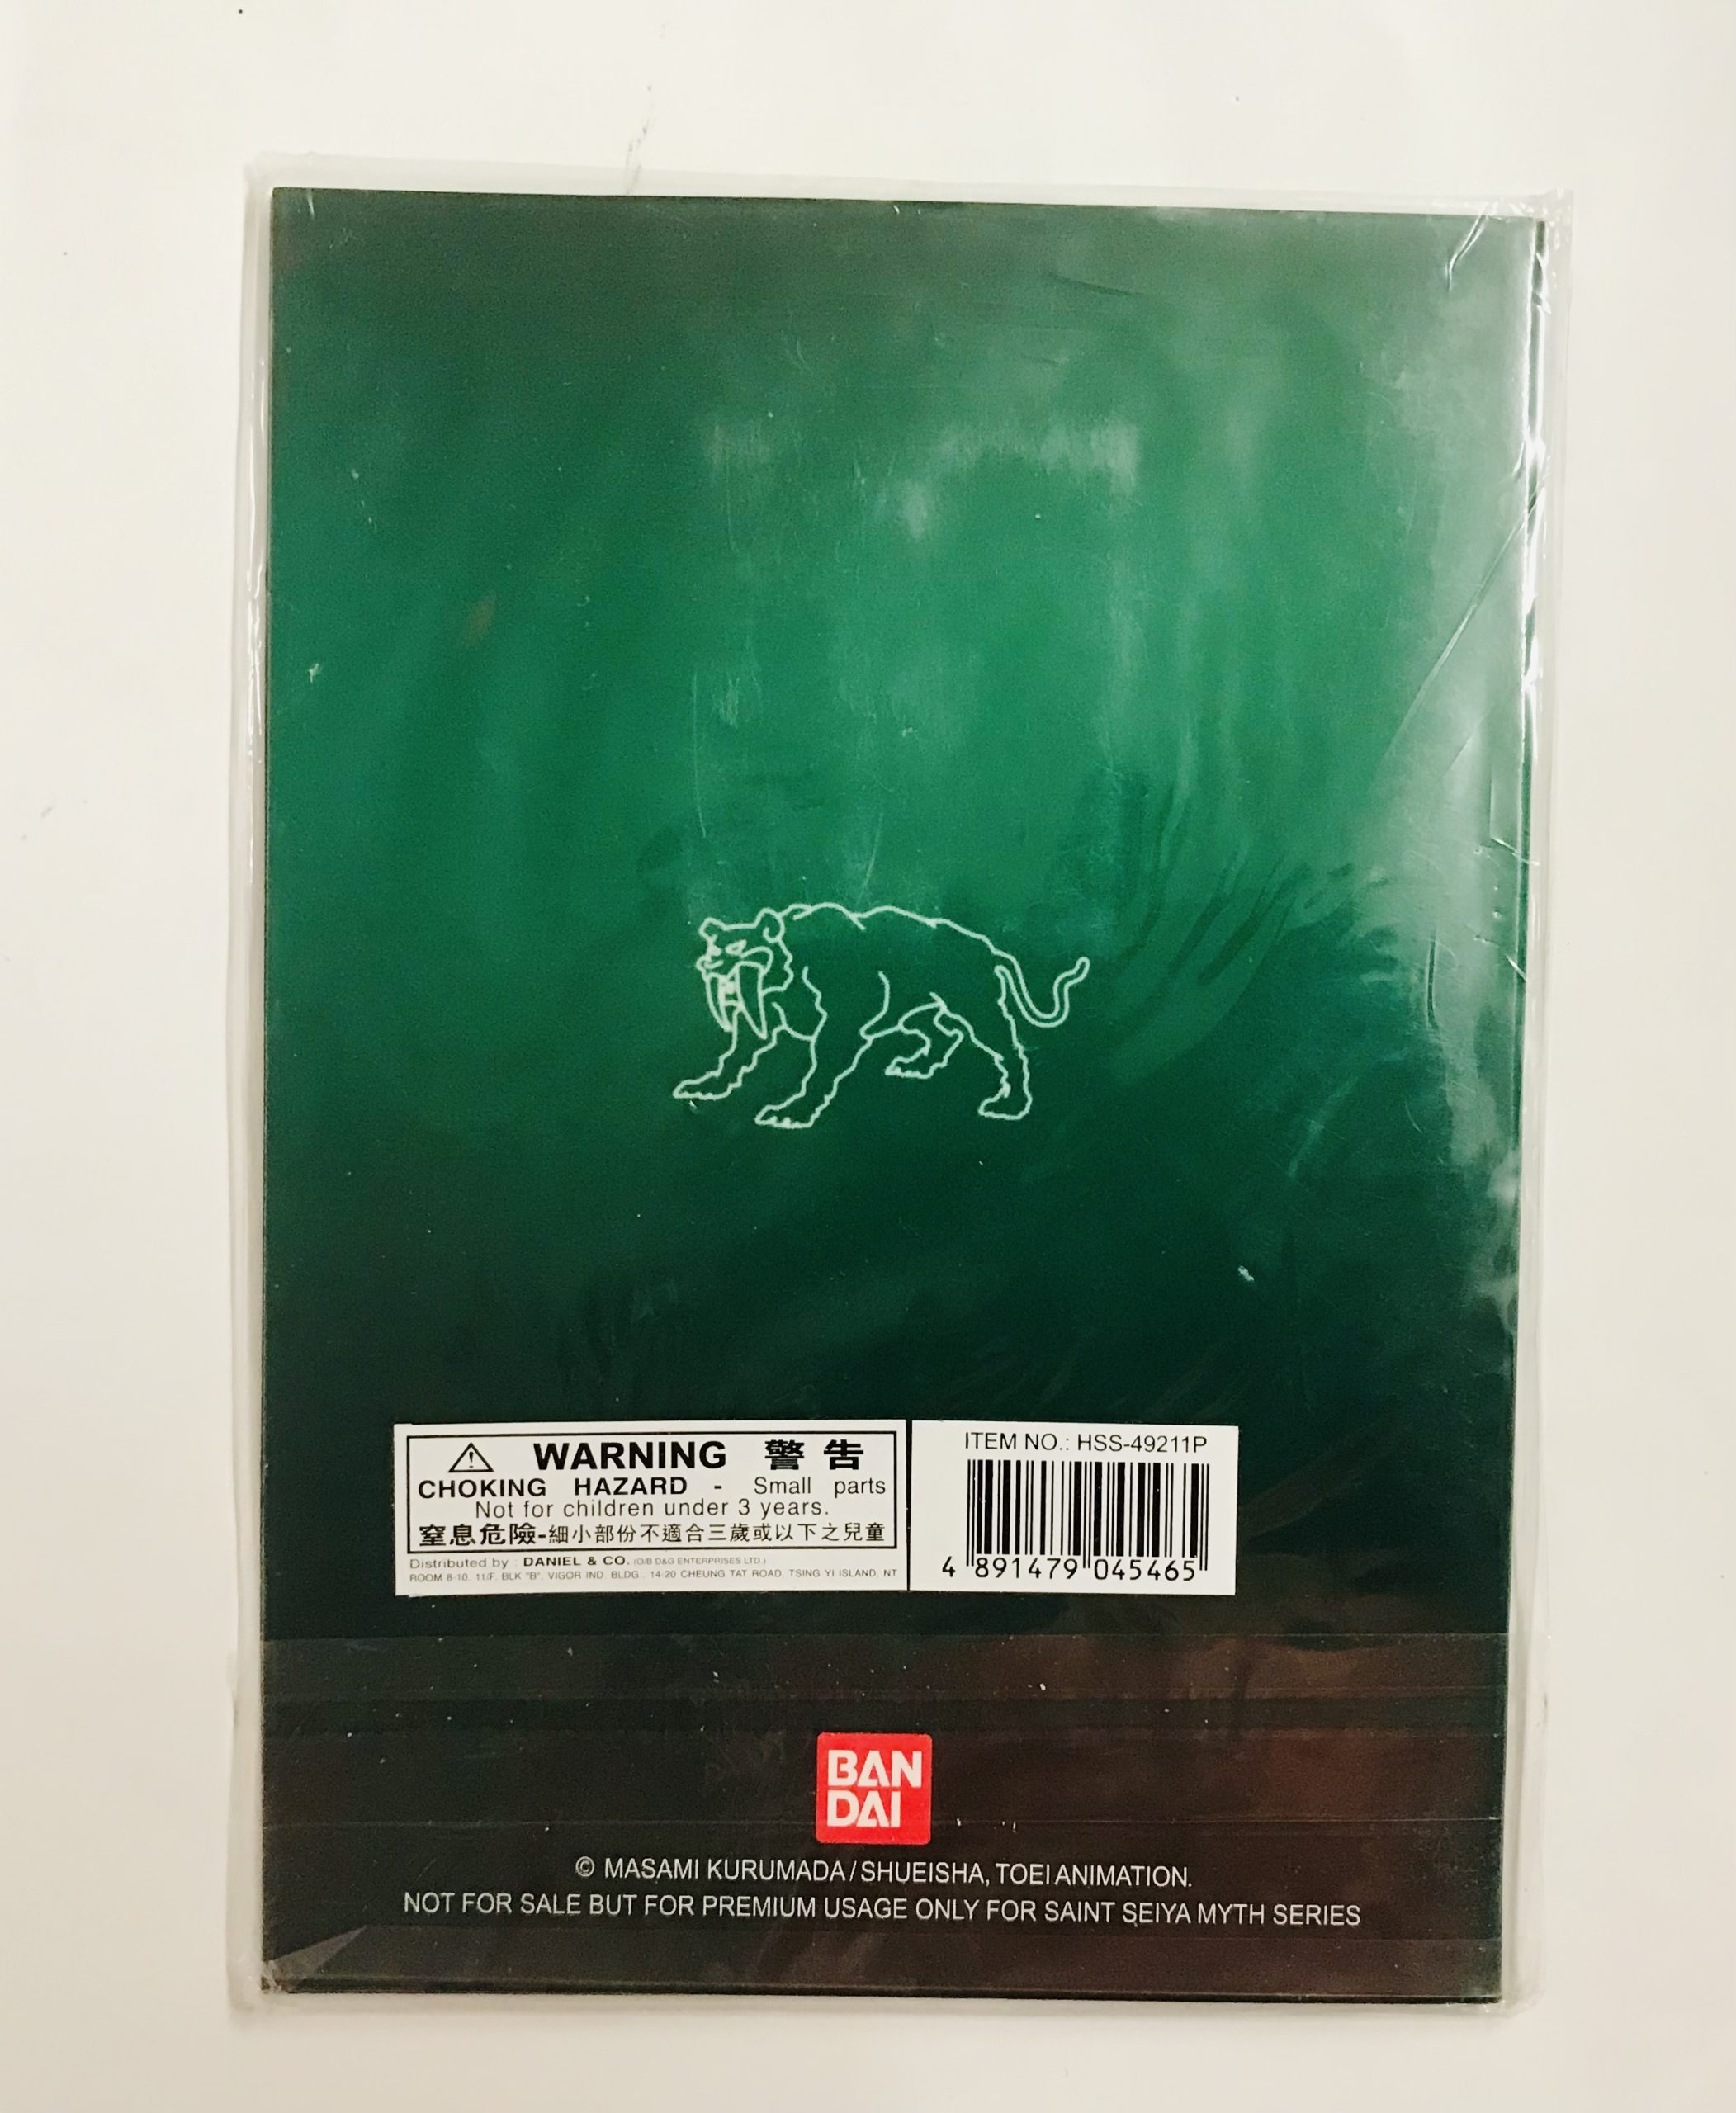 WARNING 警告
CHOKING HAZARD - Small parts
Not for children under 3 years.
窒息危險-細小部份不適合三歲或以下之兒童
Distributed by : DANIEL & CO. (O/B D&G ENTERPRISES LTD.)
ROOM 8-10, 11/F, BLK "B", VIGOR IND. BLDG., 14-20 CHEUNG TAT ROAD, TSING YI ISLAND, NT
ITEM NO.: HSS-49211P
4 891479 045465
BAN
DAI
© MASAMI KURUMADA/SHUEISHA, TOEI ANIMATION.
NOT FOR SALE BUT FOR PREMIUM USAGE ONLY FOR SAINT SEIYA MYTH SERIES